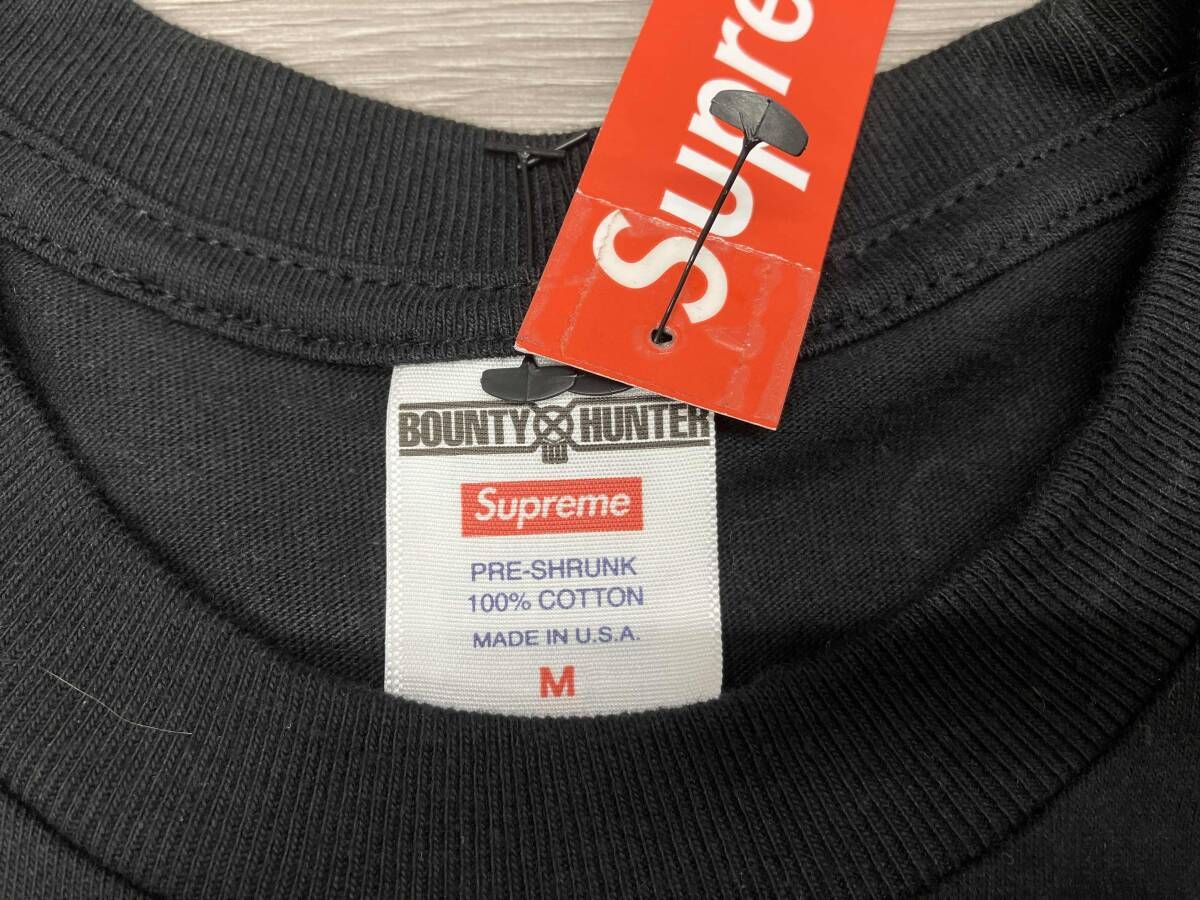 Supre
BOUNTY HUNTER
Supreme
PRE-SHRUNK
100% COTTON
MADE IN U.S.A.
M